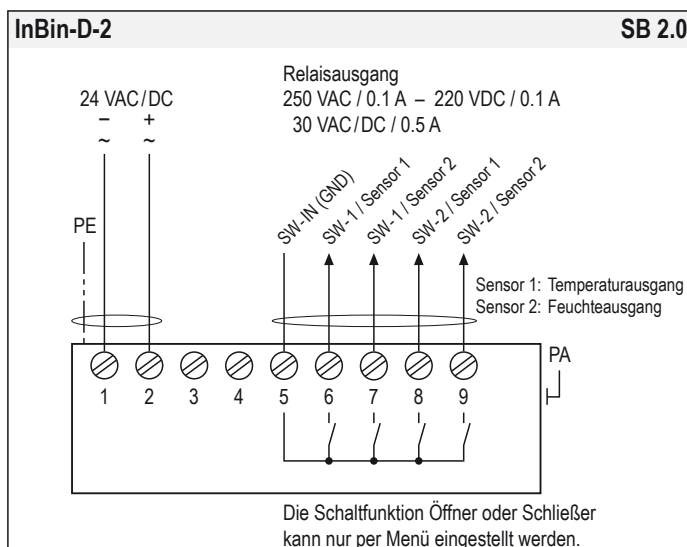 InBin-D-2 SB 2.0
Relaisausgang
24 VAC/DC 250 VAC / 0.1 A – 220 VDC / 0.1 A
– + 30 VAC/DC / 0.5 A
~ ~
SW-IN (GND)
SW-1 / Sensor 1
SW-1 / Sensor 2
SW-2 / Sensor 1
SW-2 / Sensor 2
PE
Sensor 1: Temperaturausgang
Sensor 2: Feuchteausgang
PA
1 2 3 4 5 6 7 8 9
Die Schaltfunktion Öffner oder Schließer
kann nur per Menü eingestellt werden.